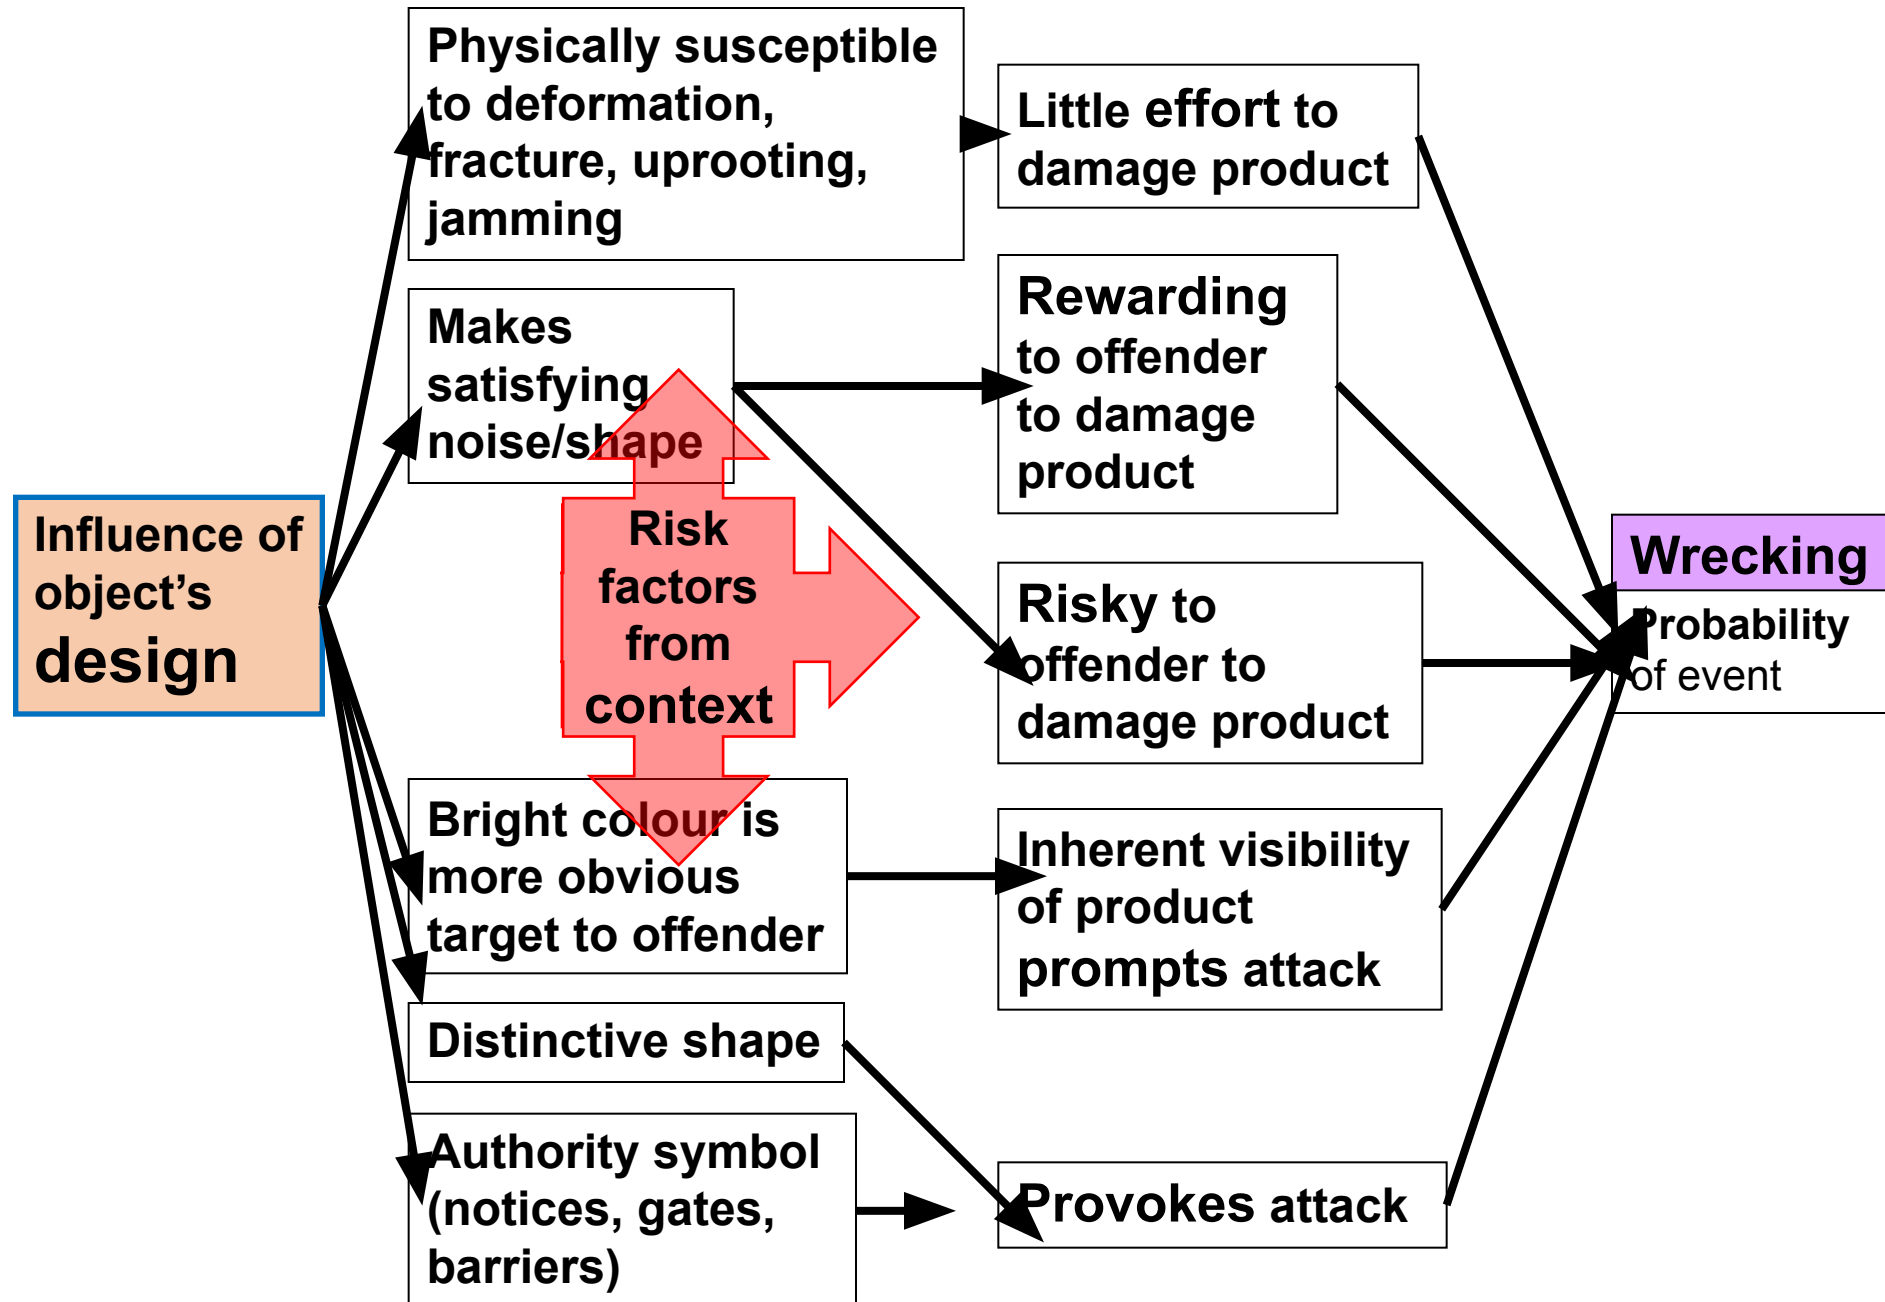 Physically susceptible
to deformation,
fracture, uprooting,
jamming
Little effort to
damage product
Makes
satisfying
noise/shape
Rewarding
to offender
to damage
product
Influence of
object’s
design
Risk
factors
from
context
Risky to
offender to
damage product
Wrecking
Probability
of event
Bright colour is
more obvious
target to offender
Inherent visibility
of product
prompts attack
Distinctive shape
Authority symbol
(notices, gates,
barriers)
Provokes attack